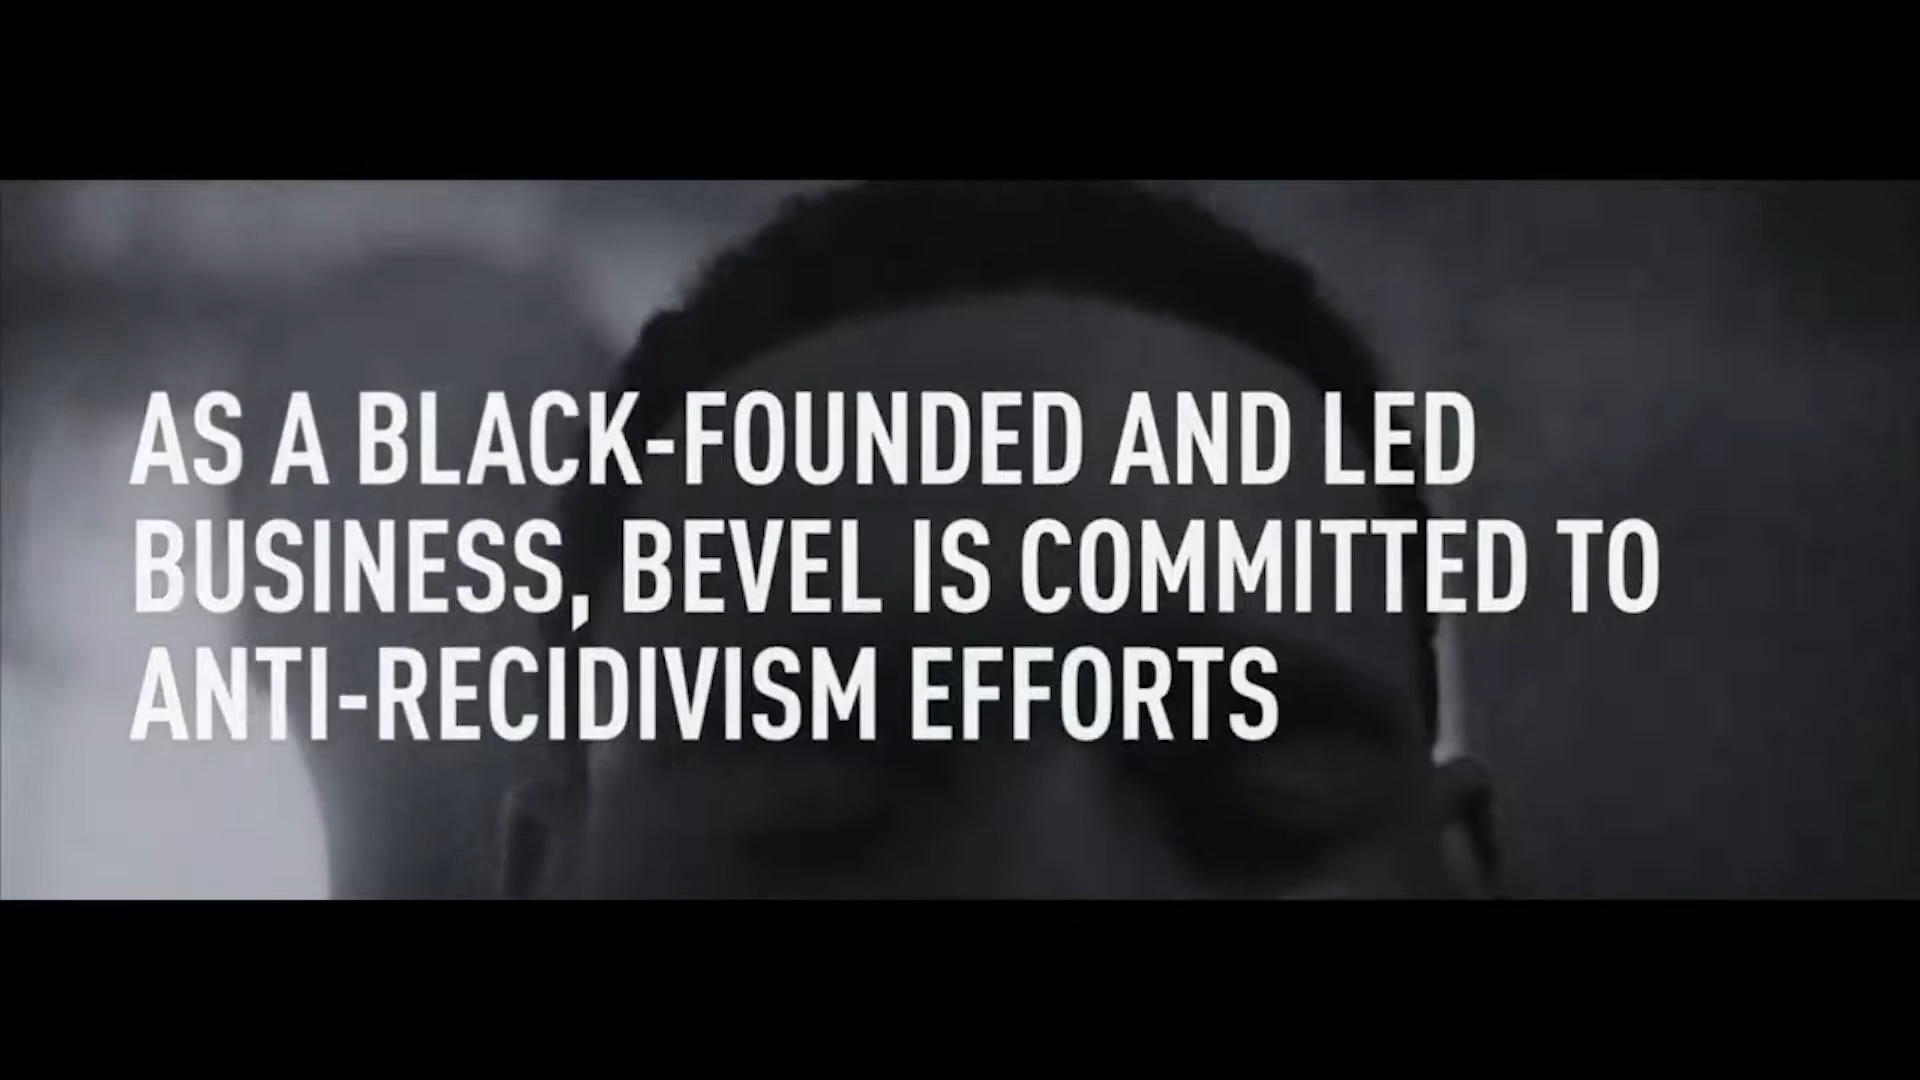 AS A BLACK-FOUNDED AND LED
BUSINESS, BEVEL IS COMMITTED TO
ANTI-RECIDIVISM EFFORTS